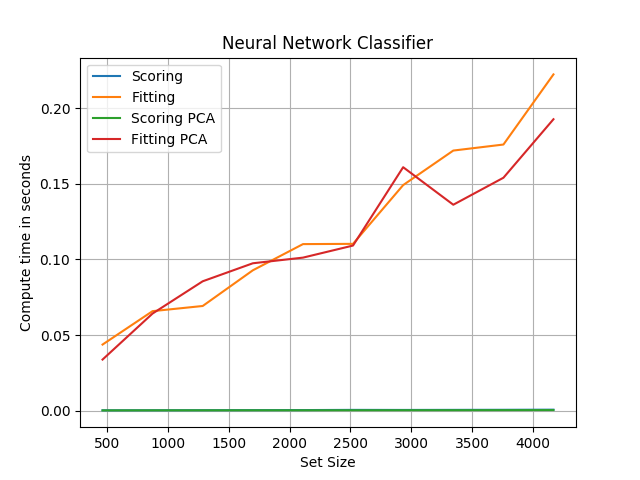 Neural Network Classifier
Scoring
Fitting
Scoring PCA
Fitting PCA
Compute time in seconds
0.20
0.15
0.10
0.05
0.00
500 1000 1500 2000 2500 3000 3500 4000
Set Size